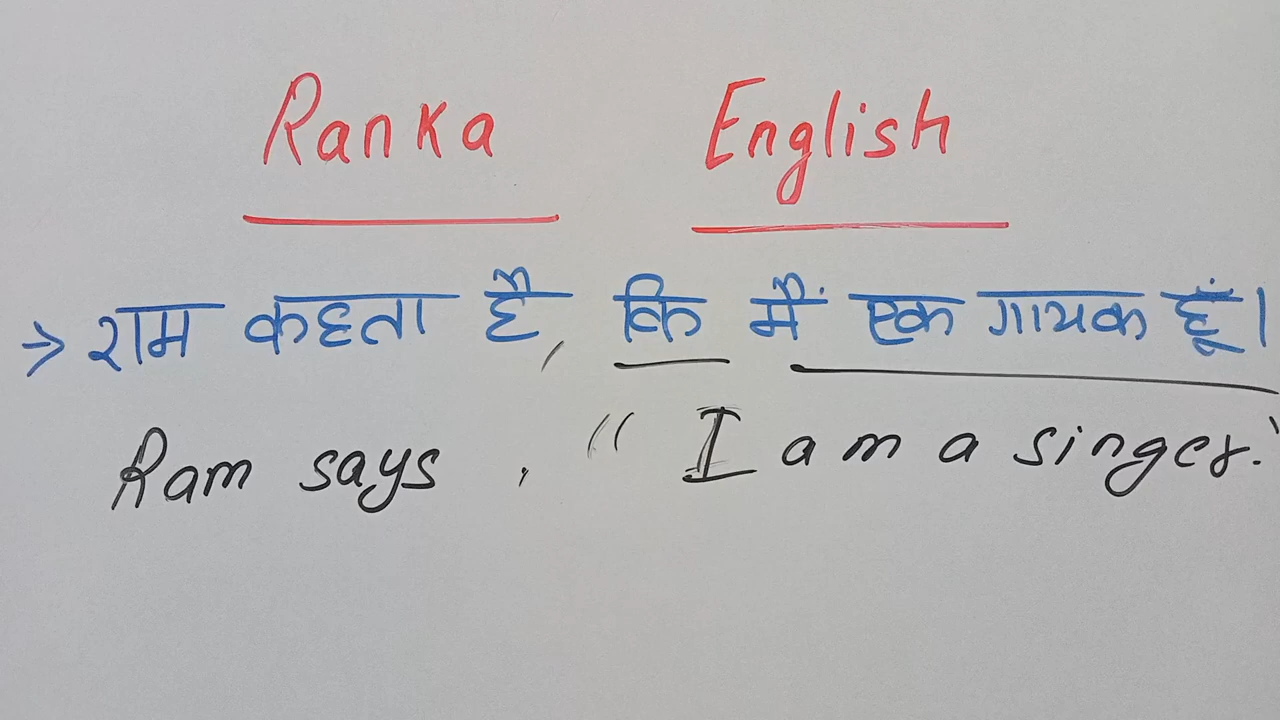 Ranka English
→ राम कहता है, कि मैं एक गायक हूँ।
Ram says, "I am a singer."